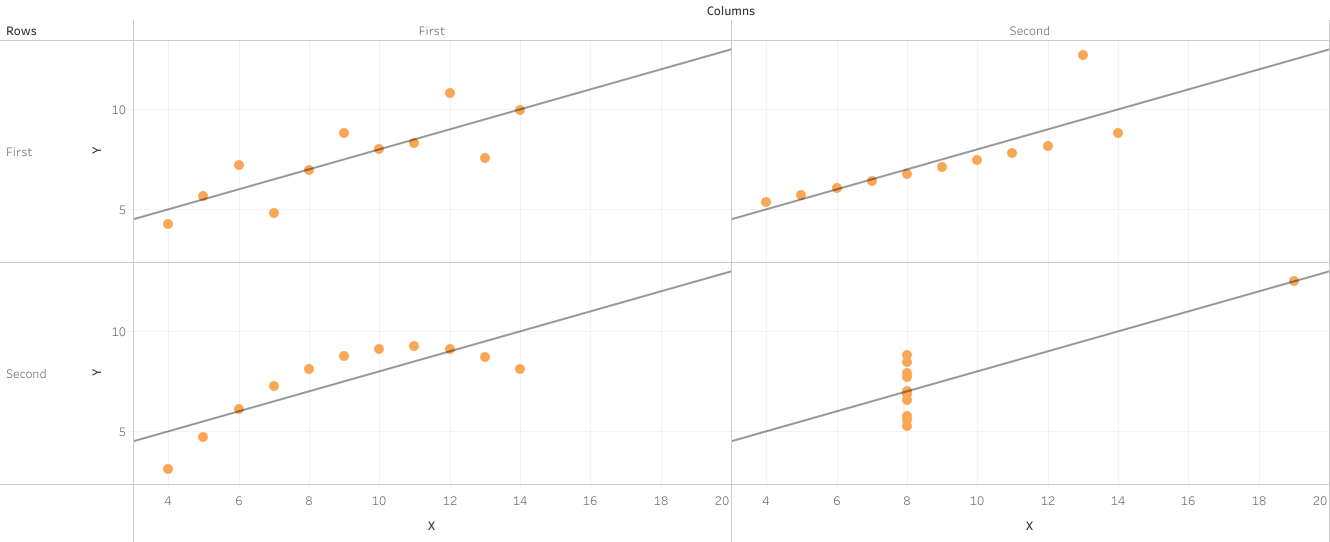 Columns
Rows First Second
10
First Y
5
10
Second Y
5
4 6 8 10 12 14 16 18 20 4 6 8 10 12 14 16 18 20
X X